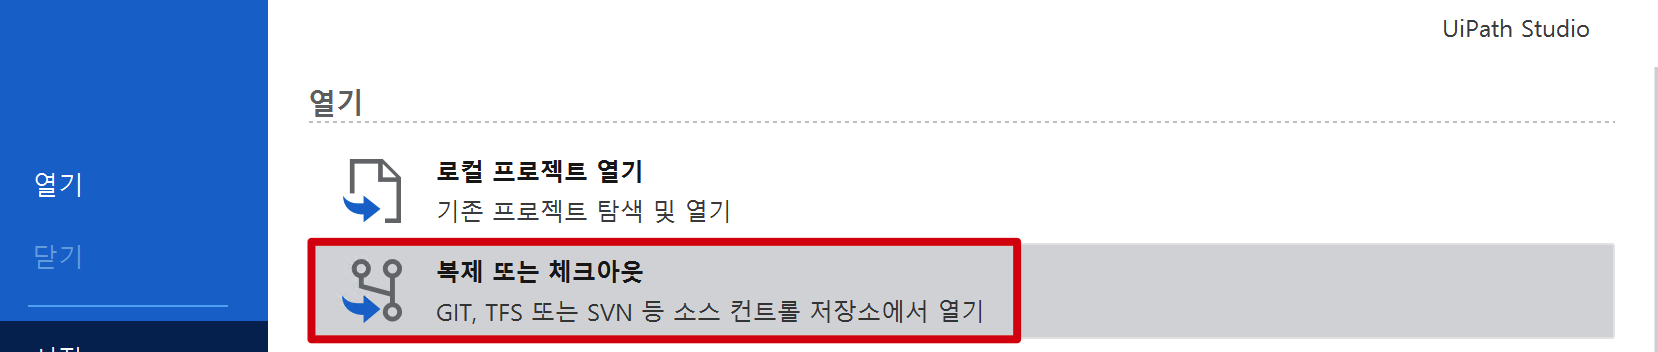 UiPath Studio
열기
로컬 프로젝트 열기
기존 프로젝트 탐색 및 열기
복제 또는 체크아웃
GIT, TFS 또는 SVN 등 소스 컨트롤 저장소에서 열기
열기
닫기